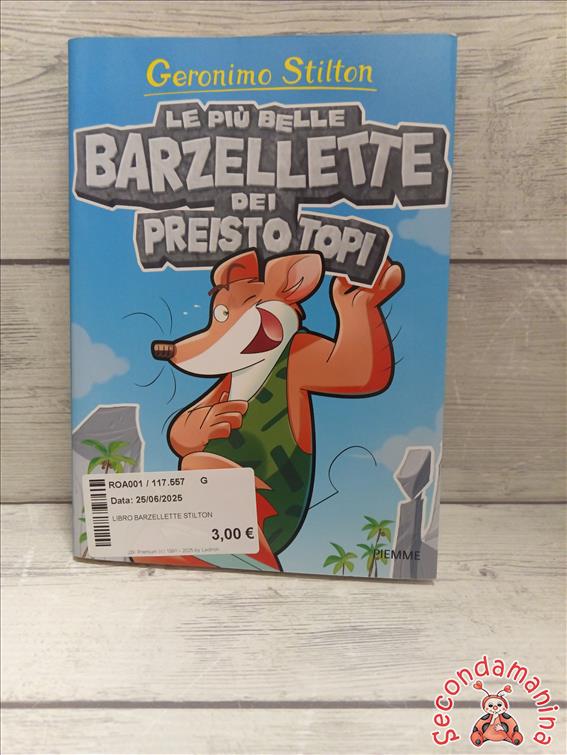 Geronimo Stilton
LE PIÙ BELLE
BARZELLETTE
DEI
PREISTOTOPI
ROA001 / 117.557 G
Data: 25/06/2025
LIBRO BARZELLETTE STILTON
3,00 €
PIEMME
secondamanina